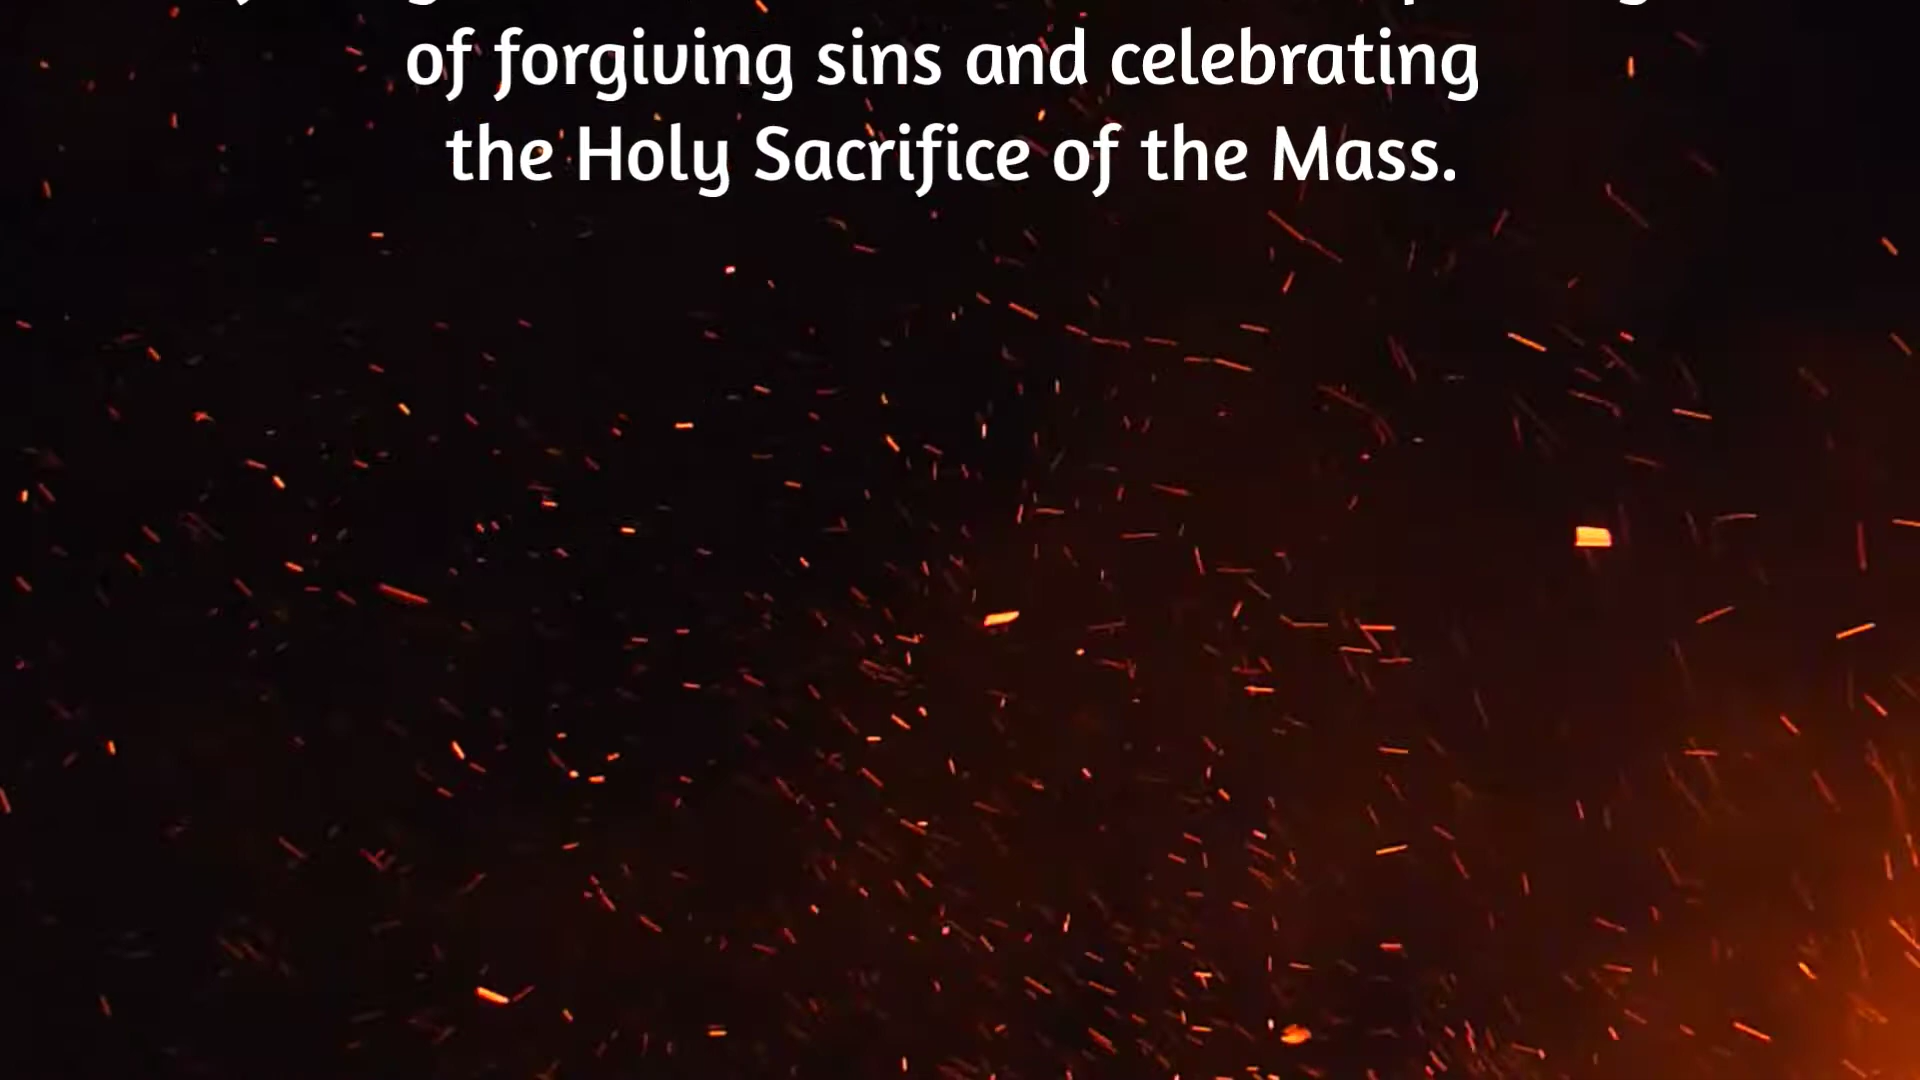 of forgiving sins and celebrating
the Holy Sacrifice of the Mass.